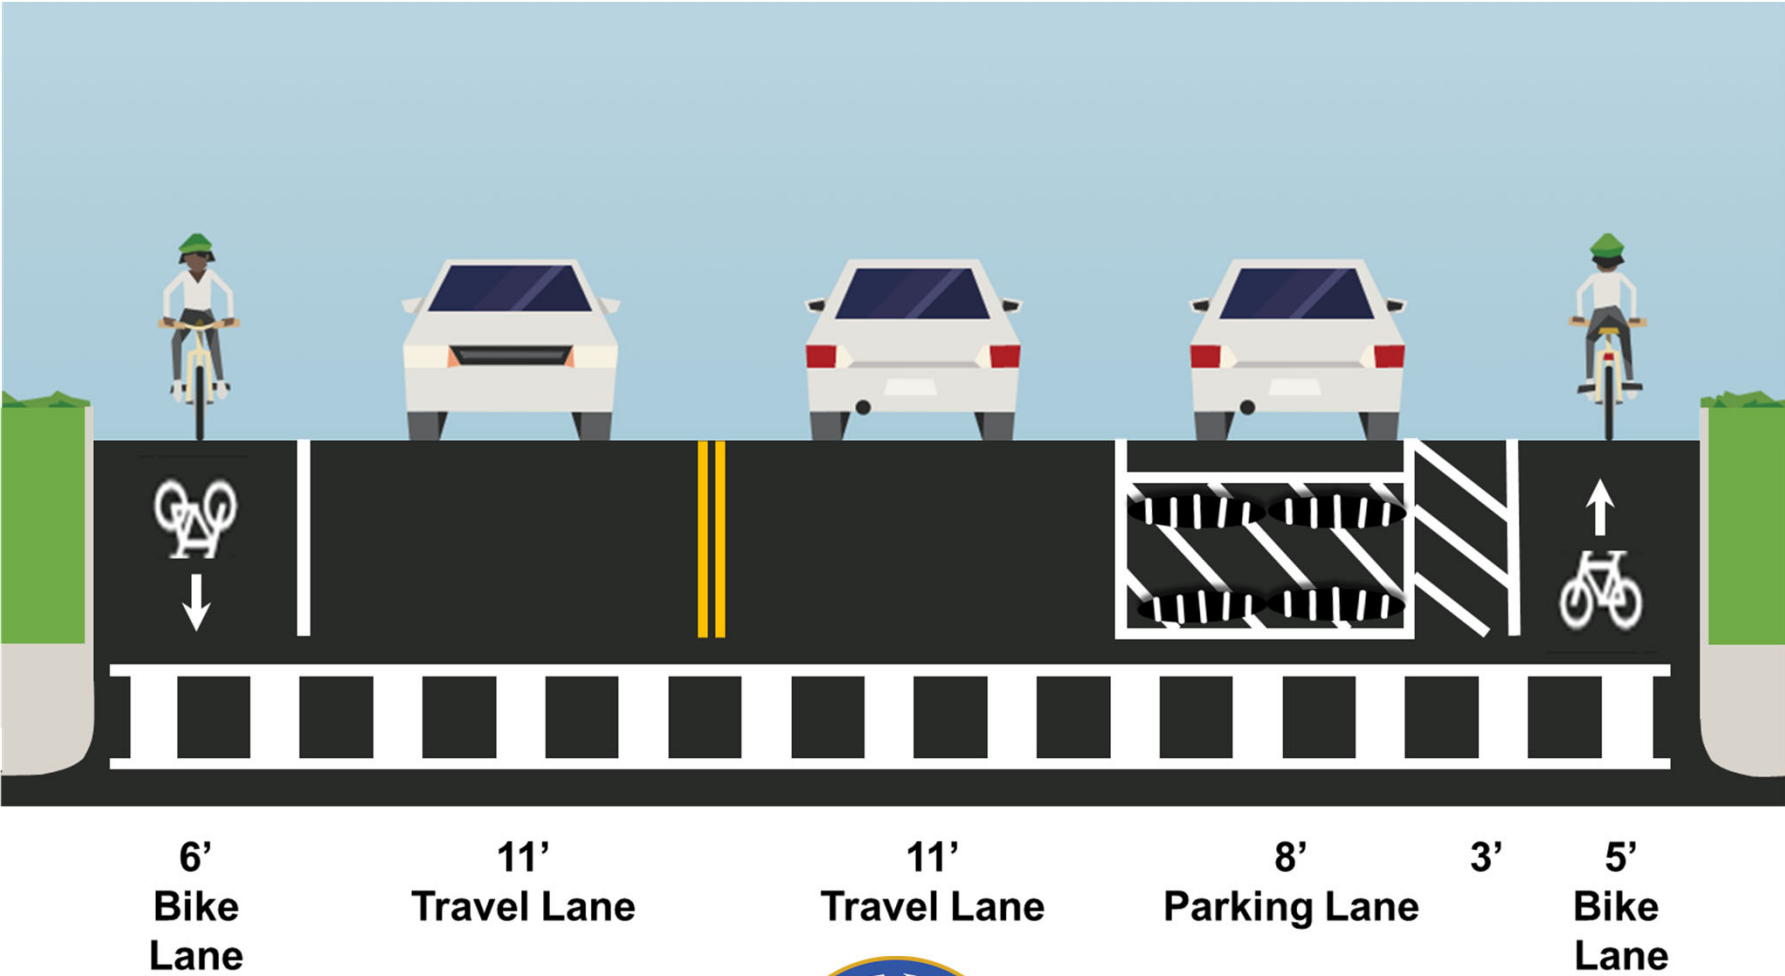 6’ 11’ 11’ 8’ 3’ 5’
Bike Travel Lane Travel Lane Parking Lane Bike
Lane Lane